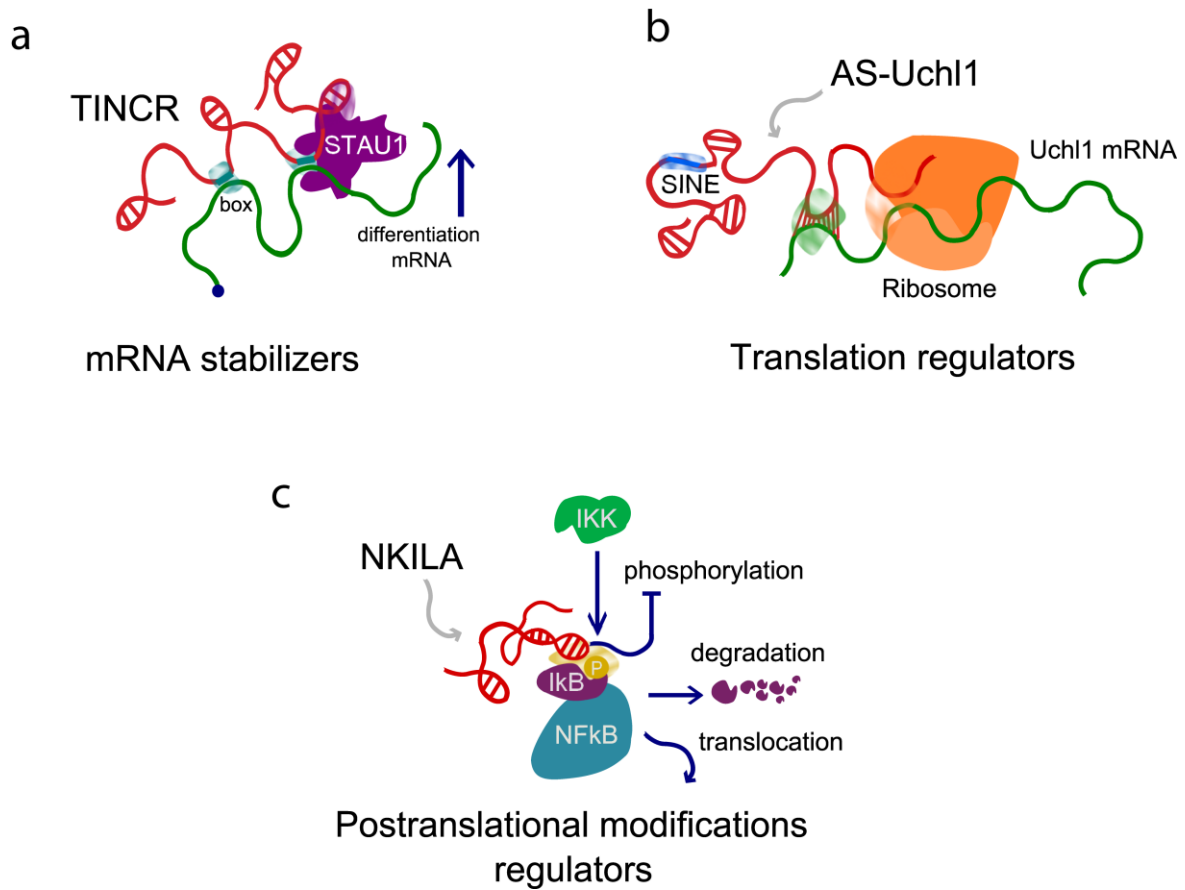 a
TINCR
STAU1
box
differentiation
mRNA
mRNA stabilizers
b
AS-Uchl1
SINE
Uchl1 mRNA
Ribosome
Translation regulators
c
IKK
NKILA
phosphorylation
P
IkB
degradation
NFkB
translocation
Postranslational modifications
regulators